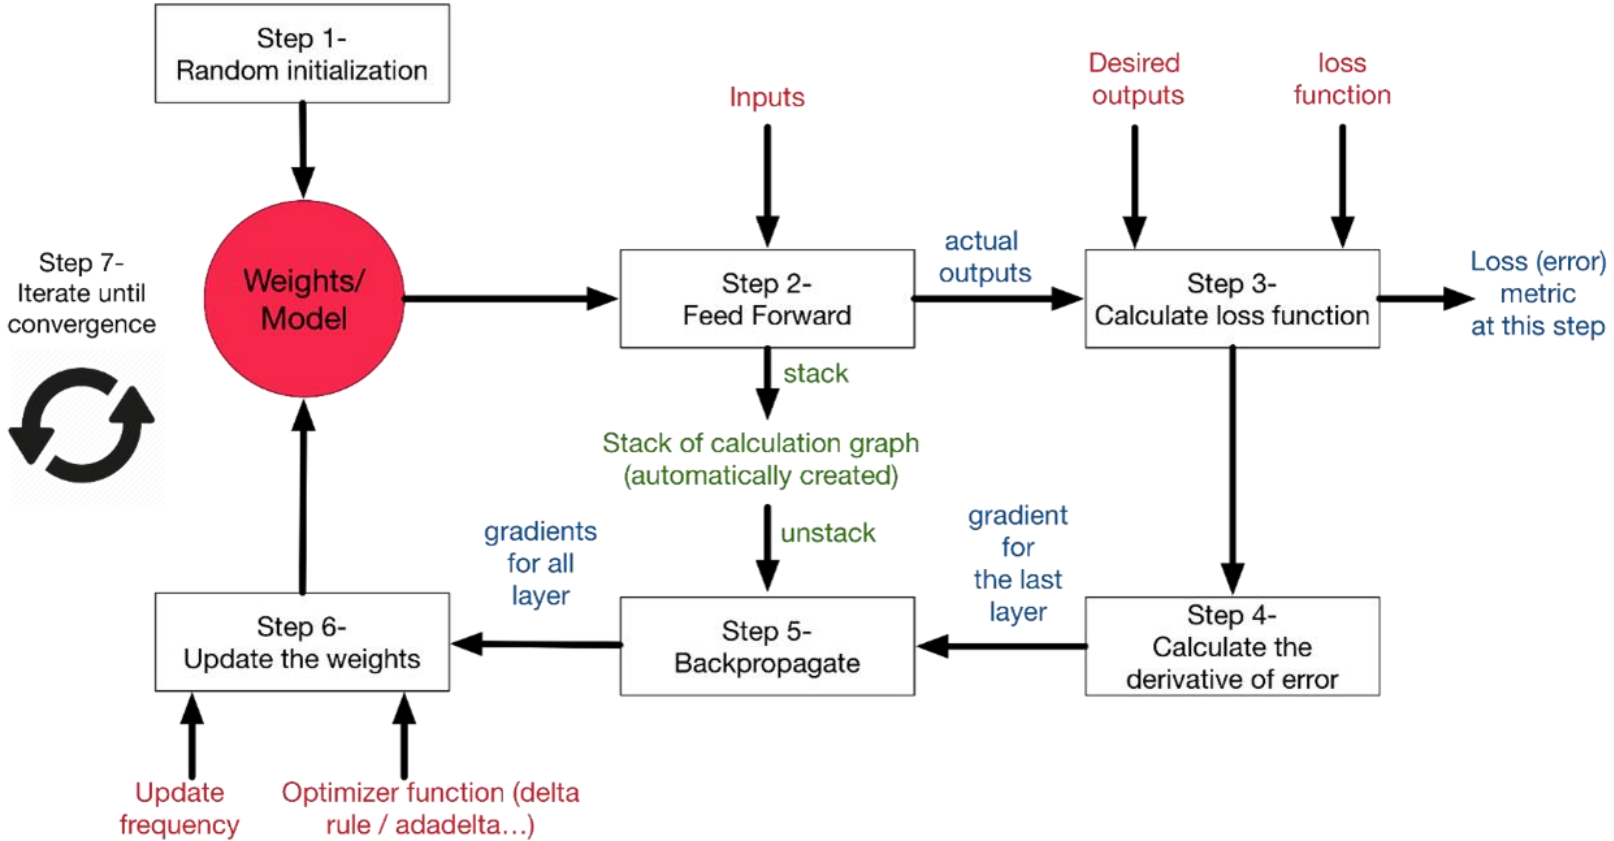 Step 1-
Random initialization
Inputs
Desired
outputs
loss
function
Step 7-
Iterate until
convergence
Weights/
Model
Step 2-
Feed Forward
actual
outputs
Step 3-
Calculate loss function
Loss (error)
metric
at this step
stack
Stack of calculation graph
(automatically created)
unstack
gradients
for all
layer
gradient
for
the last
layer
Step 6-
Update the weights
Step 5-
Backpropagate
Step 4-
Calculate the
derivative of error
Update
frequency
Optimizer function (delta
rule / adadelta...)